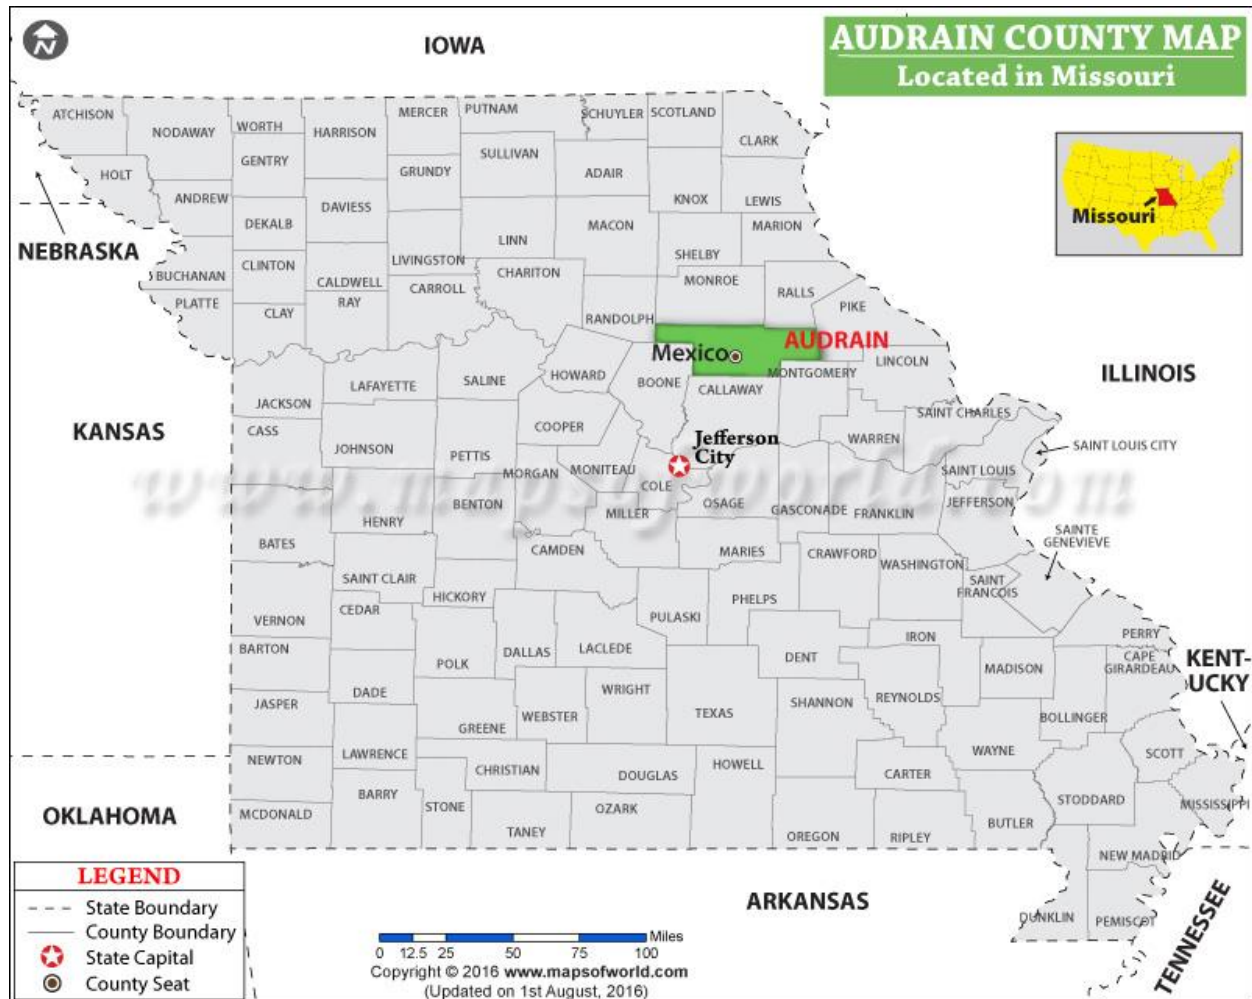 N
IOWA
AUDRAIN COUNTY MAP
Located in Missouri
ATCHISON
NODAWAY
WORTH
HARRISON
MERCER
PUTNAM
SCHUYLER
SCOTLAND
CLARK
HOLT
GENTRY
GRUNDY
SULLIVAN
ADAIR
KNOX
LEWIS
ANDREW
DEKALB
DAVIESS
LINN
MACON
MARION
Missouri
NEBRASKA
BUCHANAN
CLINTON
CALDWELL
LIVINGSTON
CHARITON
SHELBY
MONROE
RALLS
PIKE
PLATTE
CLAY
RAY
CARROLL
RANDOLPH
AUDRAIN
Mexico
LINCOLN
ILLINOIS
JACKSON
LAFAYETTE
SALINE
HOWARD
BOONE
CALLAWAY
MONTGOMERY
KANSAS
CASS
JOHNSON
PETTIS
COOPER
Jefferson
City
WARREN
SAINT CHARLES
SAINT LOUIS CITY
www.mapsofworld.com
MORGAN
MONITEAU
COLE
OSAGE
GASCONADE
FRANKLIN
SAINT LOUIS
JEFFERSON
HENRY
BENTON
MILLER
SAINTE
GENEVIEVE
BATES
CAMDEN
MARIES
CRAWFORD
WASHINGTON
SAINT
FRANCOIS
SAINT CLAIR
HICKORY
VERNON
CEDAR
PULASKI
PHELPS
IRON
PERRY
BARTON
POLK
DALLAS
LACLEDE
DENT
MADISON
CAPE
GIRARDEAU
KENT-
UCKY
JASPER
DADE
GREENE
WEBSTER
WRIGHT
TEXAS
SHANNON
REYNOLDS
BOLLINGER
NEWTON
LAWRENCE
CHRISTIAN
DOUGLAS
HOWELL
CARTER
WAYNE
SCOTT
OKLAHOMA
MCDONALD
BARRY
STONE
TANEY
OZARK
OREGON
RIPLEY
BUTLER
STODDARD
MISSISSIPPI
NEW MADRID
ARKANSAS
DUNKLIN
PEMISCOT
TENNESSEE
LEGEND
State Boundary
County Boundary
State Capital
County Seat
Miles
0 12.5 25 50 75 100
Copyright © 2016 www.mapsofworld.com
(Updated on 1st August, 2016)